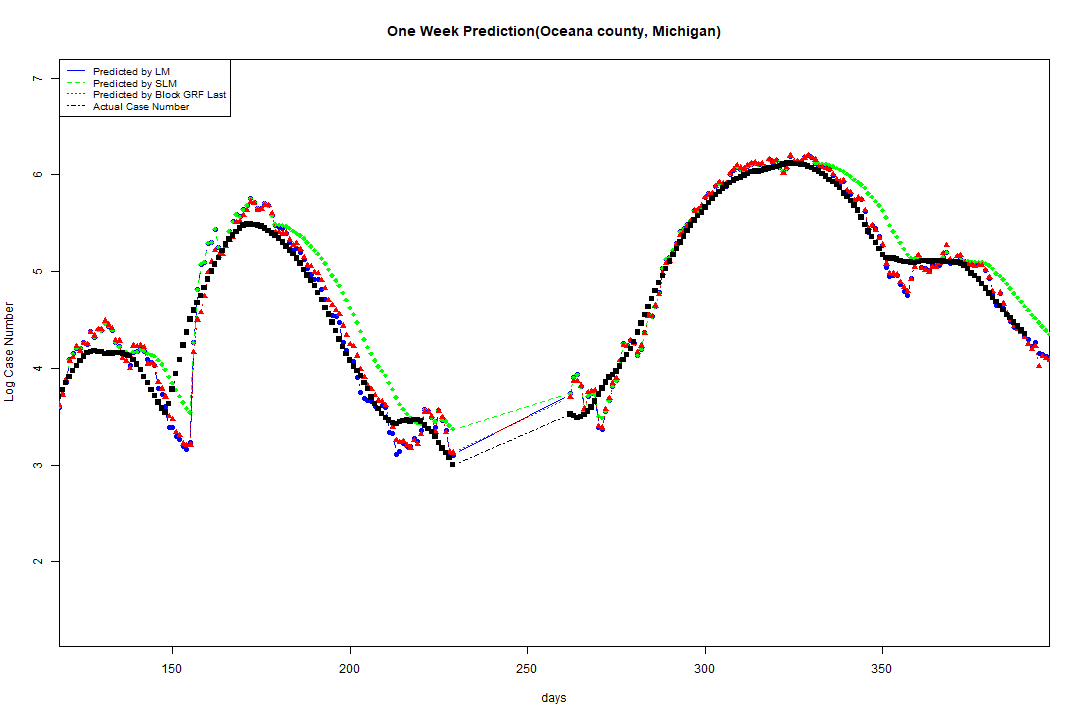 One Week Prediction(Oceana county, Michigan)
Predicted by LM
Predicted by SLM
Predicted by Block GRF Last
Actual Case Number
7
6
5
4
3
2
Log Case Number
150 200 250 300 350
days